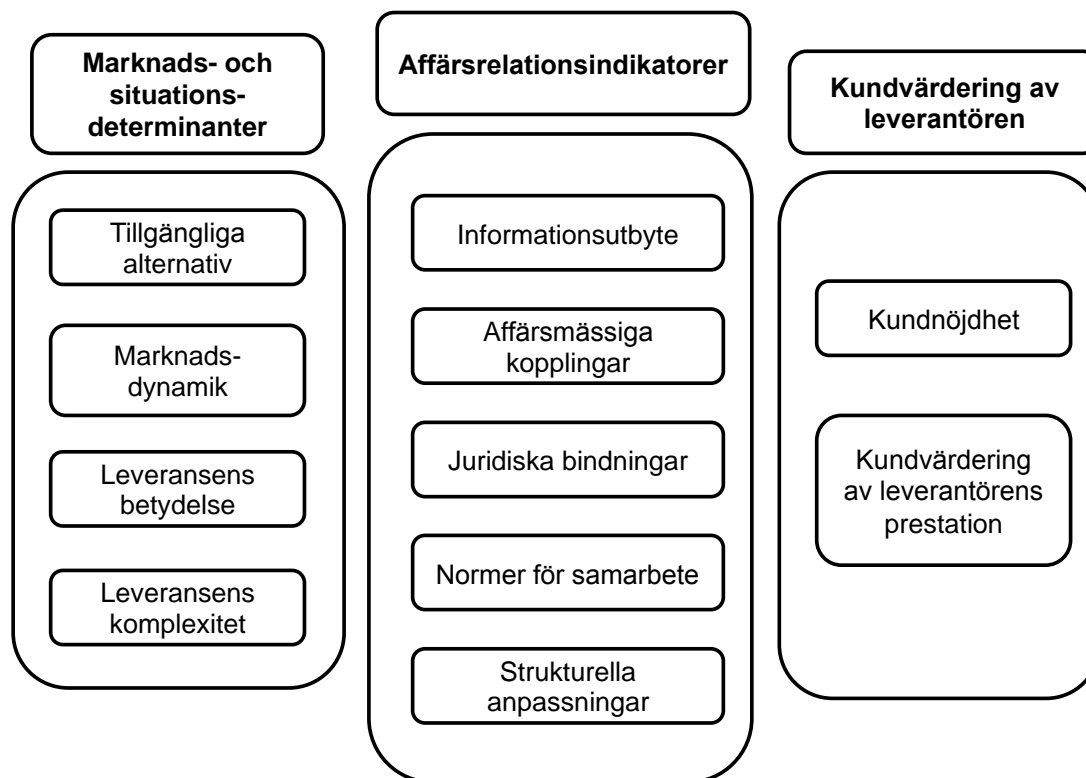 Marknads- och
situations-
determinanter
Tillgängliga
alternativ
Marknads-
dynamik
Leveransens
betydelse
Leveransens
komplexitet
Affärsrelationsindikatorer
Informationsutbyte
Affärsmässiga
kopplingar
Juridiska bindningar
Normer för samarbete
Strukturella
anpassningar
Kundvärdering av
leverantören
Kundnöjdhet
Kundvärdering
av leverantörens
prestation